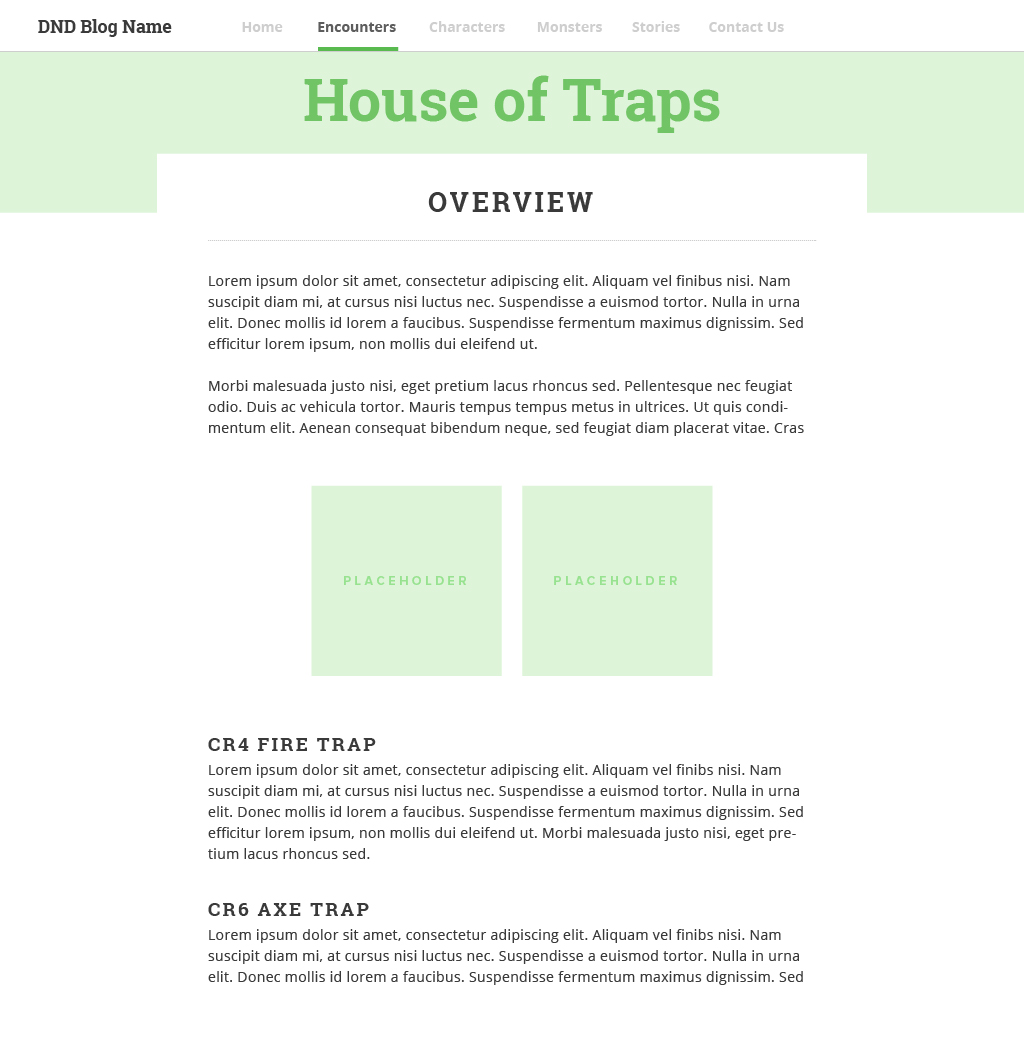 DND Blog Name Home Encounters Characters Monsters Stories Contact Us
House of Traps
OVERVIEW
Lorem ipsum dolor sit amet, consectetur adipiscing elit. Aliquam vel finibus nisi. Nam
suscipit diam mi, at cursus nisi luctus nec. Suspendisse a euismod tortor. Nulla in urna
elit. Donec mollis id lorem a faucibus. Suspendisse fermentum maximus dignissim. Sed
efficitur lorem ipsum, non mollis dui eleifend ut.
Morbi malesuada justo nisi, eget pretium lacus rhoncus sed. Pellentesque nec feugiat
odio. Duis ac vehicula tortor. Mauris tempus tempus metus in ultrices. Ut quis condi-
mentum elit. Aenean consequat bibendum neque, sed feugiat diam placerat vitae. Cras
PLACEHOLDER PLACEHOLDER
CR4 FIRE TRAP
Lorem ipsum dolor sit amet, consectetur adipiscing elit. Aliquam vel finibs nisi. Nam
suscipit diam mi, at cursus nisi luctus nec. Suspendisse a euismod tortor. Nulla in urna
elit. Donec mollis id lorem a faucibus. Suspendisse fermentum maximus dignissim. Sed
efficitur lorem ipsum, non mollis dui eleifend ut. Morbi malesuada justo nisi, eget pre-
tium lacus rhoncus sed.
CR6 AXE TRAP
Lorem ipsum dolor sit amet, consectetur adipiscing elit. Aliquam vel finibs nisi. Nam
suscipit diam mi, at cursus nisi luctus nec. Suspendisse a euismod tortor. Nulla in urna
elit. Donec mollis id lorem a faucibus. Suspendisse fermentum maximus dignissim. Sed